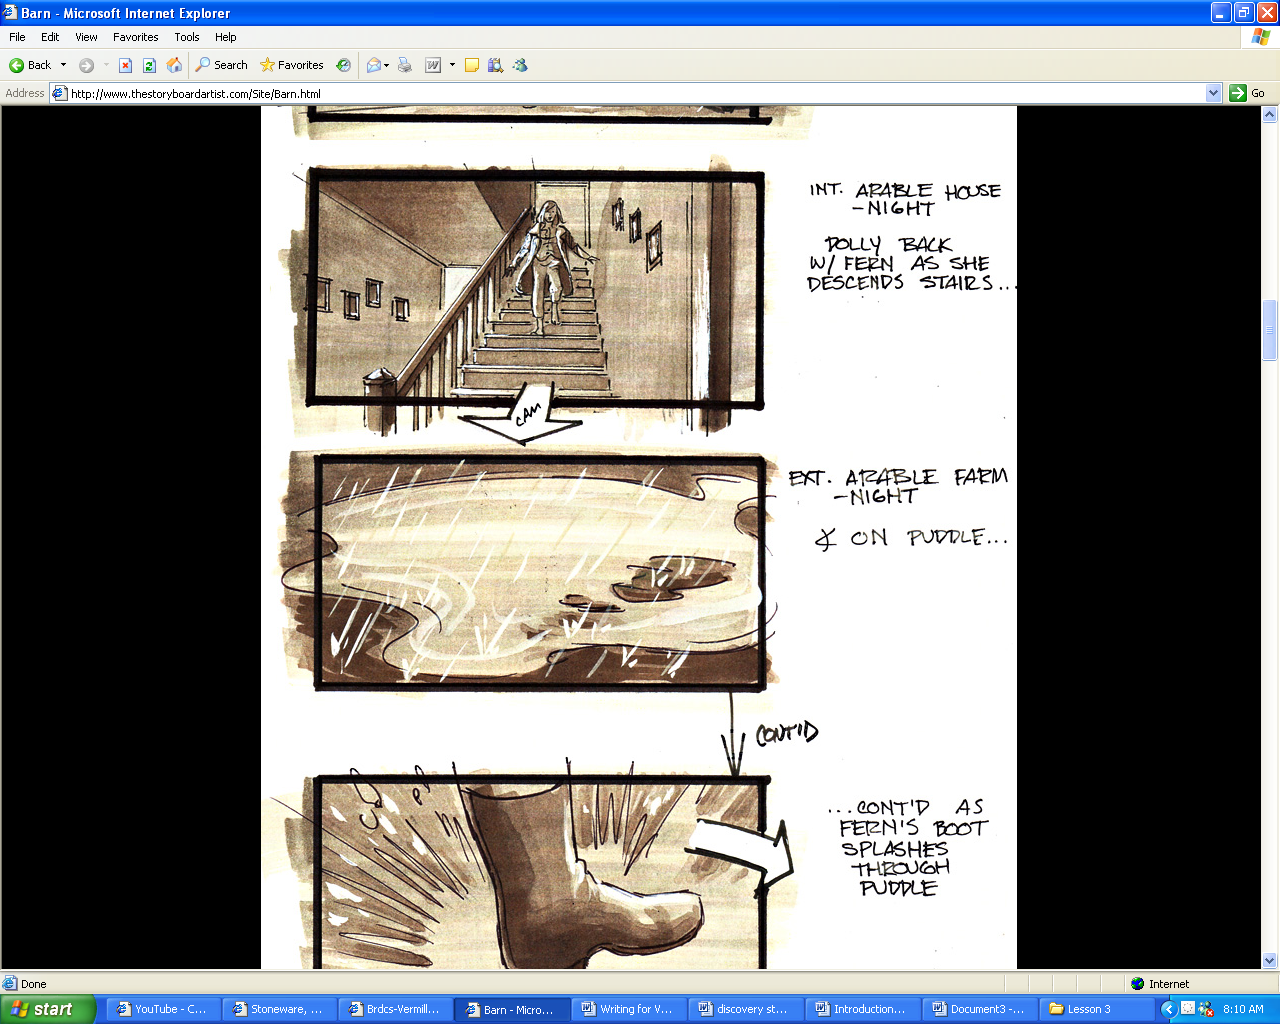 Barn - Microsoft Internet Explorer
File Edit View Favorites Tools Help
Back Search Favorites
Address http://www.thestoryboardartist.com/Site/Barn.html Go
INT. ARABLE HOUSE
-NIGHT
DOLLY BACK
W/ FERN AS SHE
DESCENDS STAIRS...
CAM
EXT. ARABLE FARM
-NIGHT
ON PUDDLE...
CONT'D
...CONT'D AS
FERN'S BOOT
SPLASHES
THROUGH
PUDDLE
Done Internet
start YouTube - C... Stoneware, ... Brdcs-Vermill... Barn - Micro... Writing for V... discovery st... Introduction... Document3 -... Lesson 3 8:10 AM